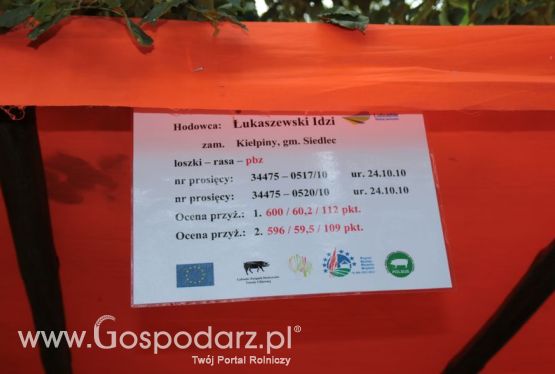 Hodowca: Łukaszewski Idzi
zam. Kiełpiny, gm. Siedlec
loszki – rasa – pbz
nr prosięcy: 34475 – 0517/10 ur. 24.10.10
nr prosięcy: 34475 – 0520/10 ur. 24.10.10
Ocena przyż.: 1. 600 / 60,2 / 112 pkt.
Ocena przyż.: 2. 596 / 59,5 / 109 pkt.
POLSUS
www.Gospodarz.pl®
Twój Portal Rolniczy